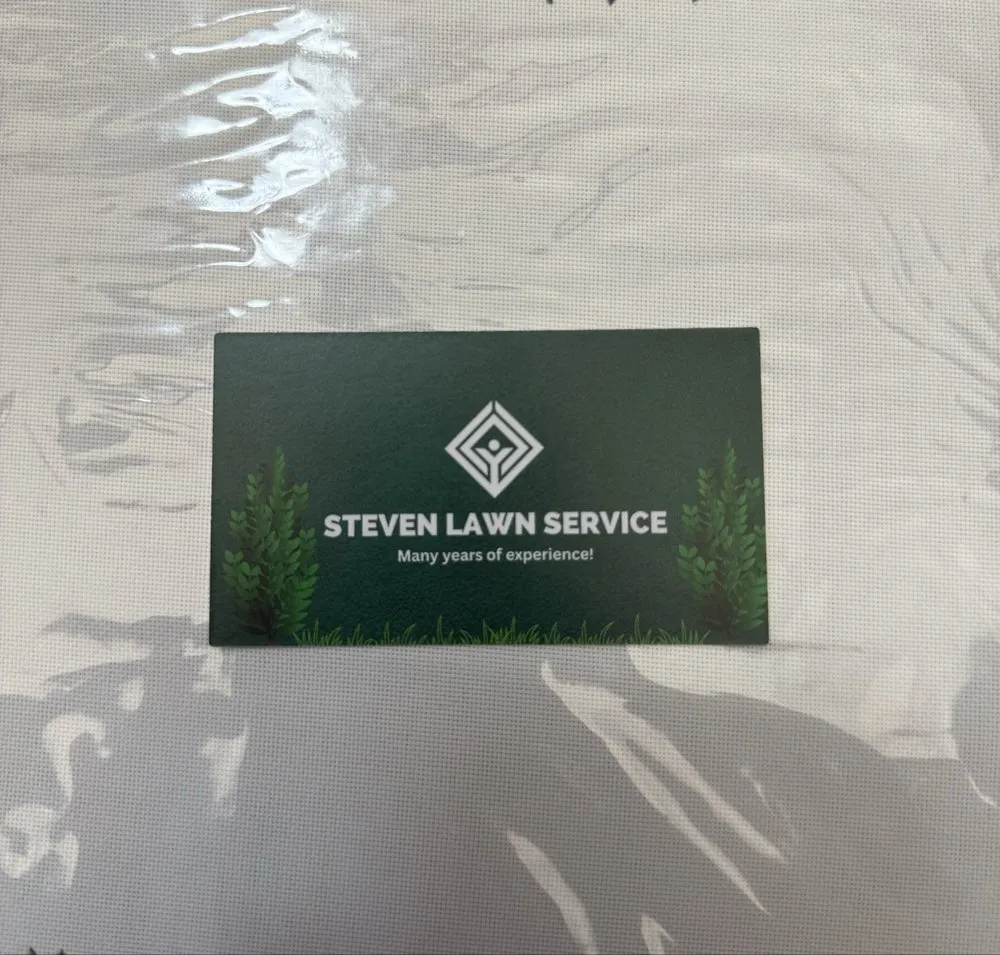 STEVEN LAWN SERVICE
Many years of experience!